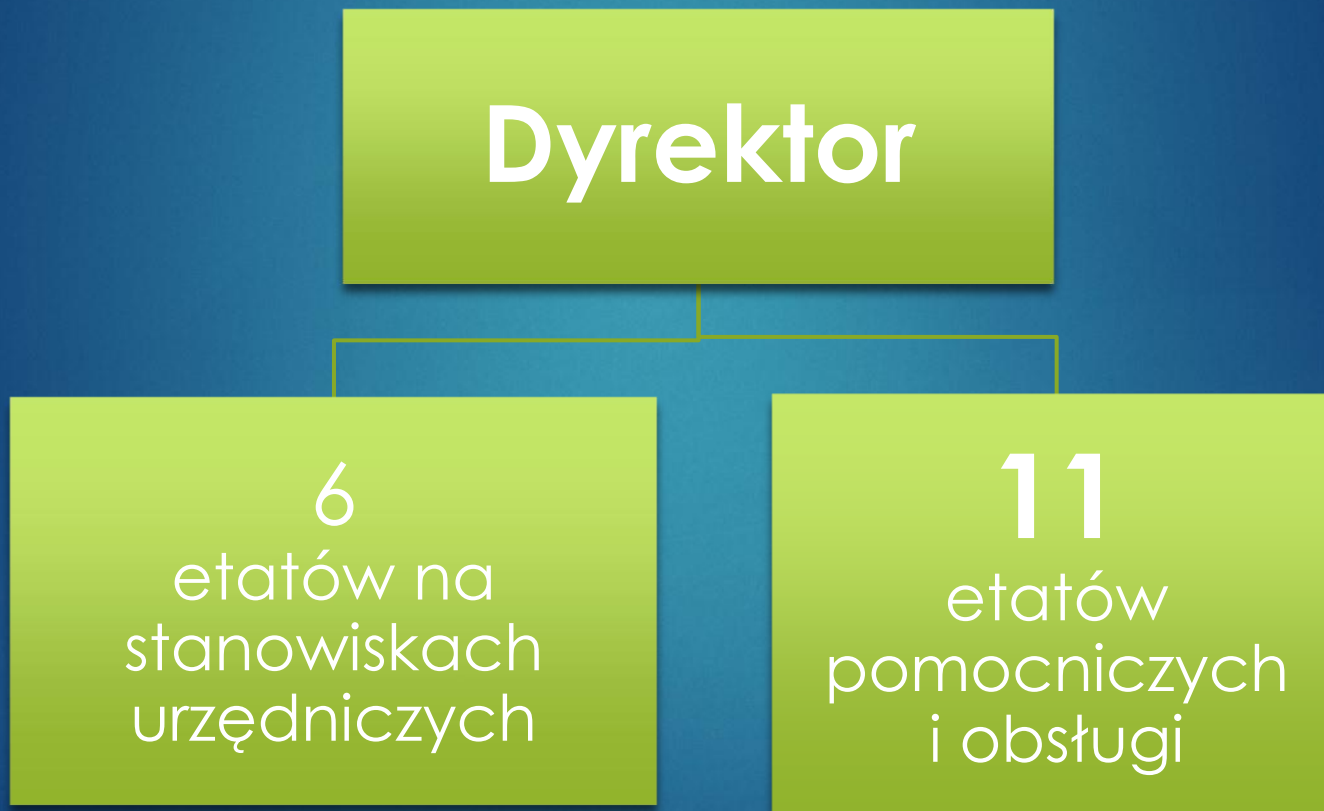 Dyrektor
6
etatów na
stanowiskach
urzędniczych
11
etatów
pomocniczych
i obsługi